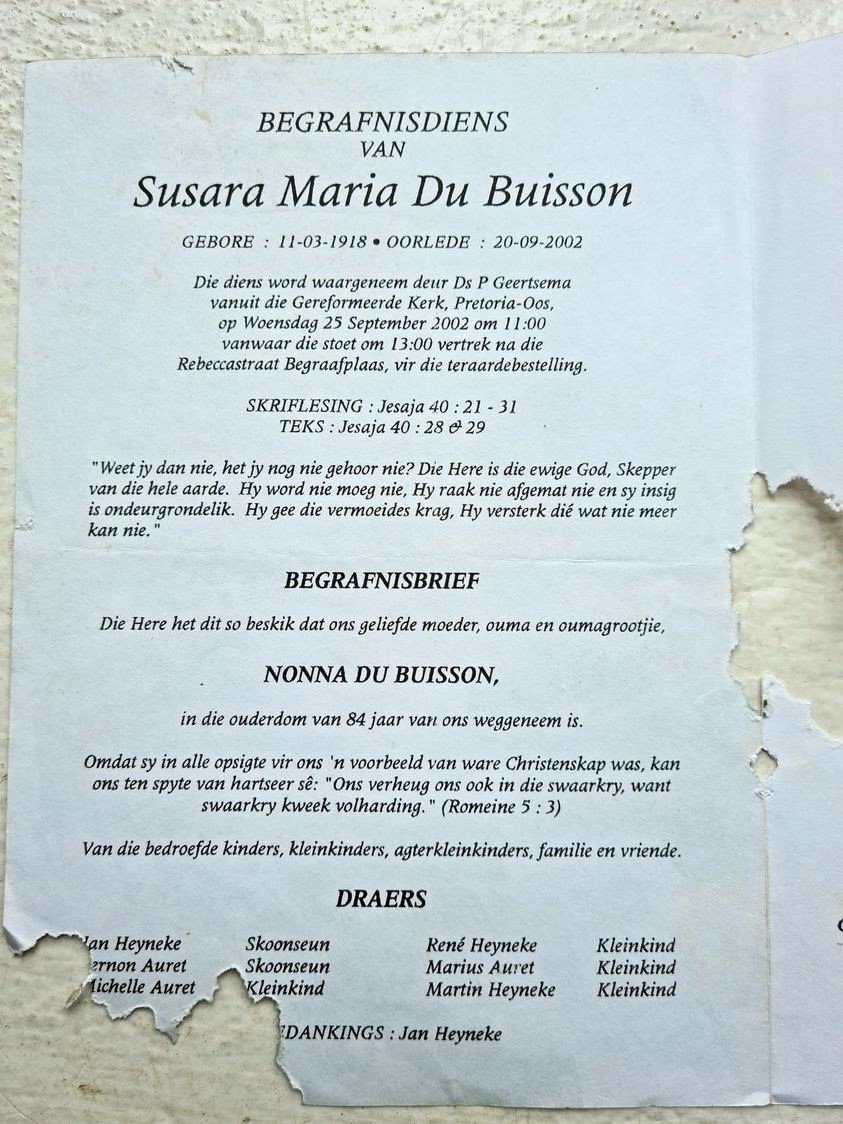 BEGRAFNISDIENS
VAN
Susara Maria Du Buisson
GEBORE : 11-03-1918 • OORLEDE : 20-09-2002
Die diens word waargeneem deur Ds P Geertsema
vanuit die Gereformeerde Kerk, Pretoria-Oos,
op Woensdag 25 September 2002 om 11:00
vanwaar die stoet om 13:00 vertrek na die
Rebeccastraat Begraafplaas, vir die teraardebestelling.
SKRIFLESING : Jesaja 40 : 21 - 31
TEKS : Jesaja 40 : 28 & 29
"Weet jy dan nie, het jy nog nie gehoor nie? Die Here is die ewige God, Skepper
van die hele aarde. Hy word nie moeg nie, Hy raak nie afgemat nie en sy insig
is ondeurgrondelik. Hy gee die vermoeides krag, Hy versterk dié wat nie meer
kan nie."
BEGRAFNISBRIEF
Die Here het dit so beskik dat ons geliefde moeder, ouma en oumagrootjie,
NONNA DU BUISSON,
in die ouderdom van 84 jaar van ons weggeneem is.
Omdat sy in alle opsigte vir ons 'n voorbeeld van ware Christenskap was, kan
ons ten spyte van hartseer sê: "Ons verheug ons ook in die swaarkry, want
swaarkry kweek volharding." (Romeine 5 : 3)
Van die bedroefde kinders, kleinkinders, agterkleinkinders, familie en vriende.
DRAERS
Jan Heyneke Skoonseun René Heyneke Kleinkind
ernon Auret Skoonseun Marius Auret Kleinkind
Michelle Auret Kleinkind Martin Heyneke Kleinkind
EDANKINGS : Jan Heyneke